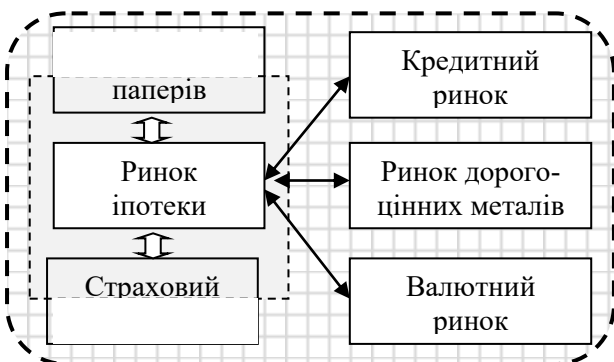 паперів
Ринок
іпотеки
Страховий
Кредитний
ринок
Ринок дорого-
цінних металів
Валютний
ринок